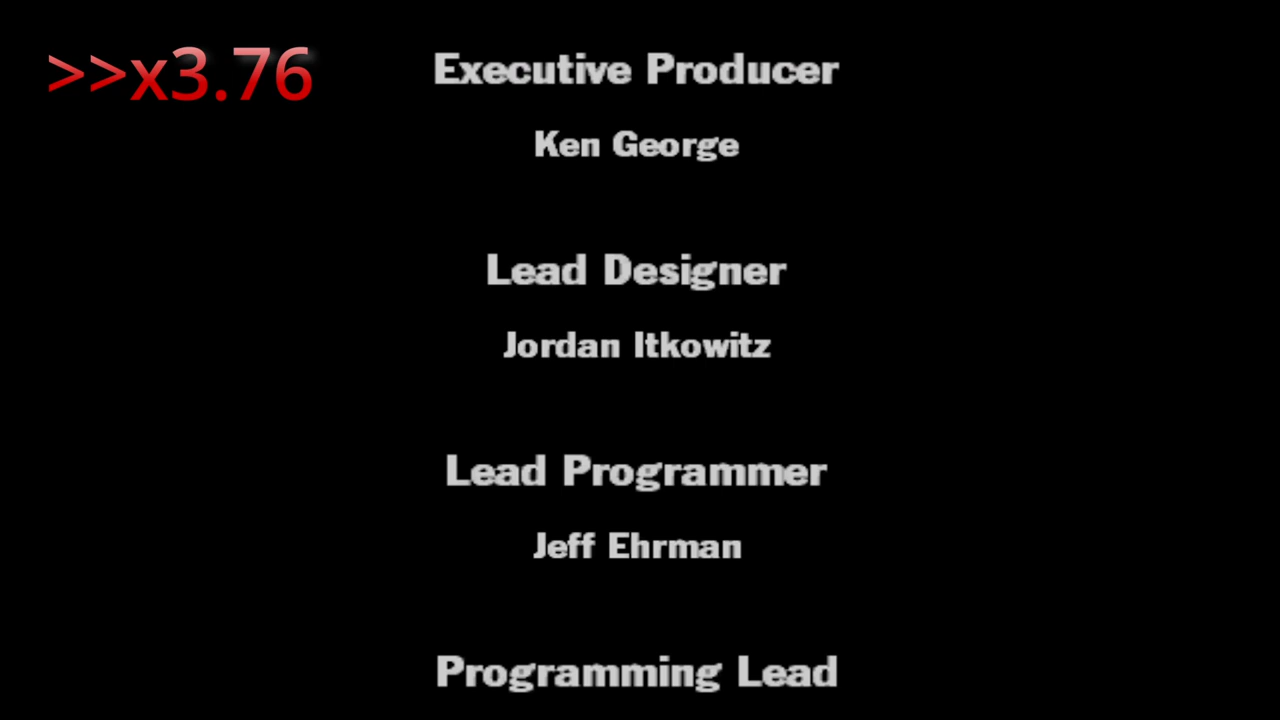 >>x3.76
Executive Producer
Ken George
Lead Designer
Jordan Itkowitz
Lead Programmer
Jeff Ehrman
Programming Lead